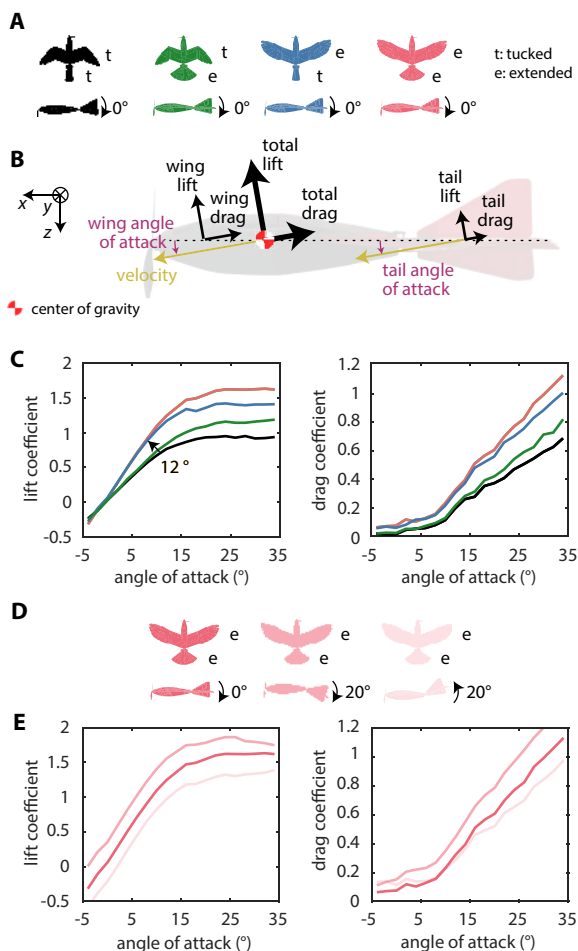 A
t
t
t
e
e
t
e
e
t: tucked
e: extended
0°
0°
0°
0°
B
total
lift
wing
lift
wing
drag
total
drag
tail
lift
tail
drag
x
y
z
wing angle
of attack
velocity
tail angle
of attack
center of gravity
C
lift coefficient
2
1.5
1
0.5
0
-0.5
12 °
-5 5 15 25 35
angle of attack (°)
drag coefficient
1.2
1
0.8
0.6
0.4
0.2
0
-5 5 15 25 35
angle of attack (°)
D
e
e
e
e
e
e
0°
20°
20°
E
lift coefficient
2
1.5
1
0.5
0
-0.5
-5 5 15 25 35
angle of attack (°)
drag coefficient
1.2
1
0.8
0.6
0.4
0.2
0
-5 5 15 25 35
angle of attack (°)